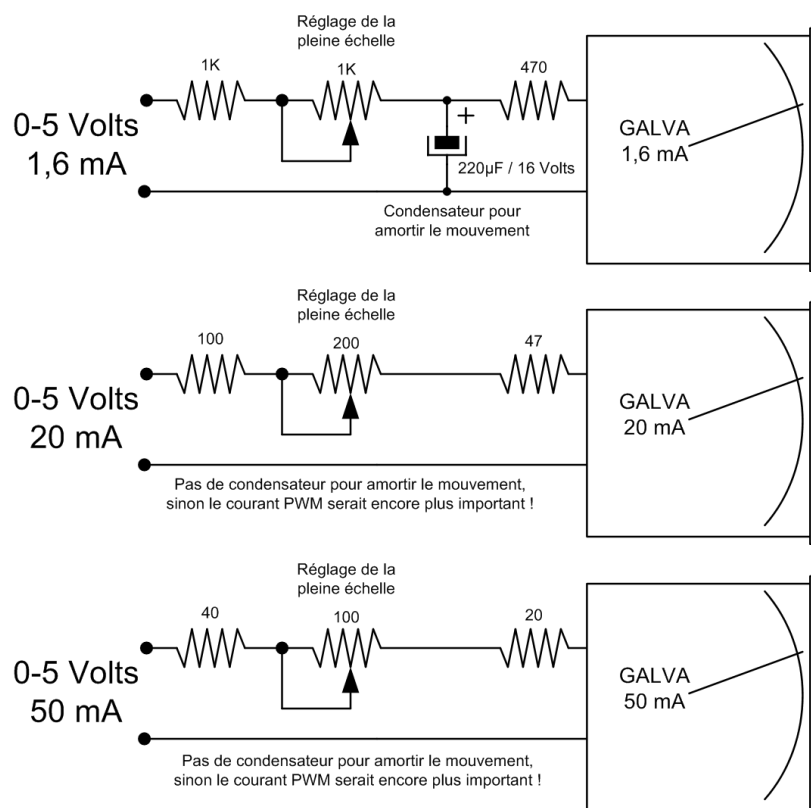 Réglage de la
pleine échelle
1K
1K
470
0-5 Volts
1,6 mA
+
220µF / 16 Volts
Condensateur pour
amortir le mouvement
GALVA
1,6 mA
Réglage de la
pleine échelle
100
200
47
0-5 Volts
20 mA
GALVA
20 mA
Pas de condensateur pour amortir le mouvement,
sinon le courant PWM serait encore plus important !
Réglage de la
pleine échelle
40
100
20
0-5 Volts
50 mA
GALVA
50 mA
Pas de condensateur pour amortir le mouvement,
sinon le courant PWM serait encore plus important !